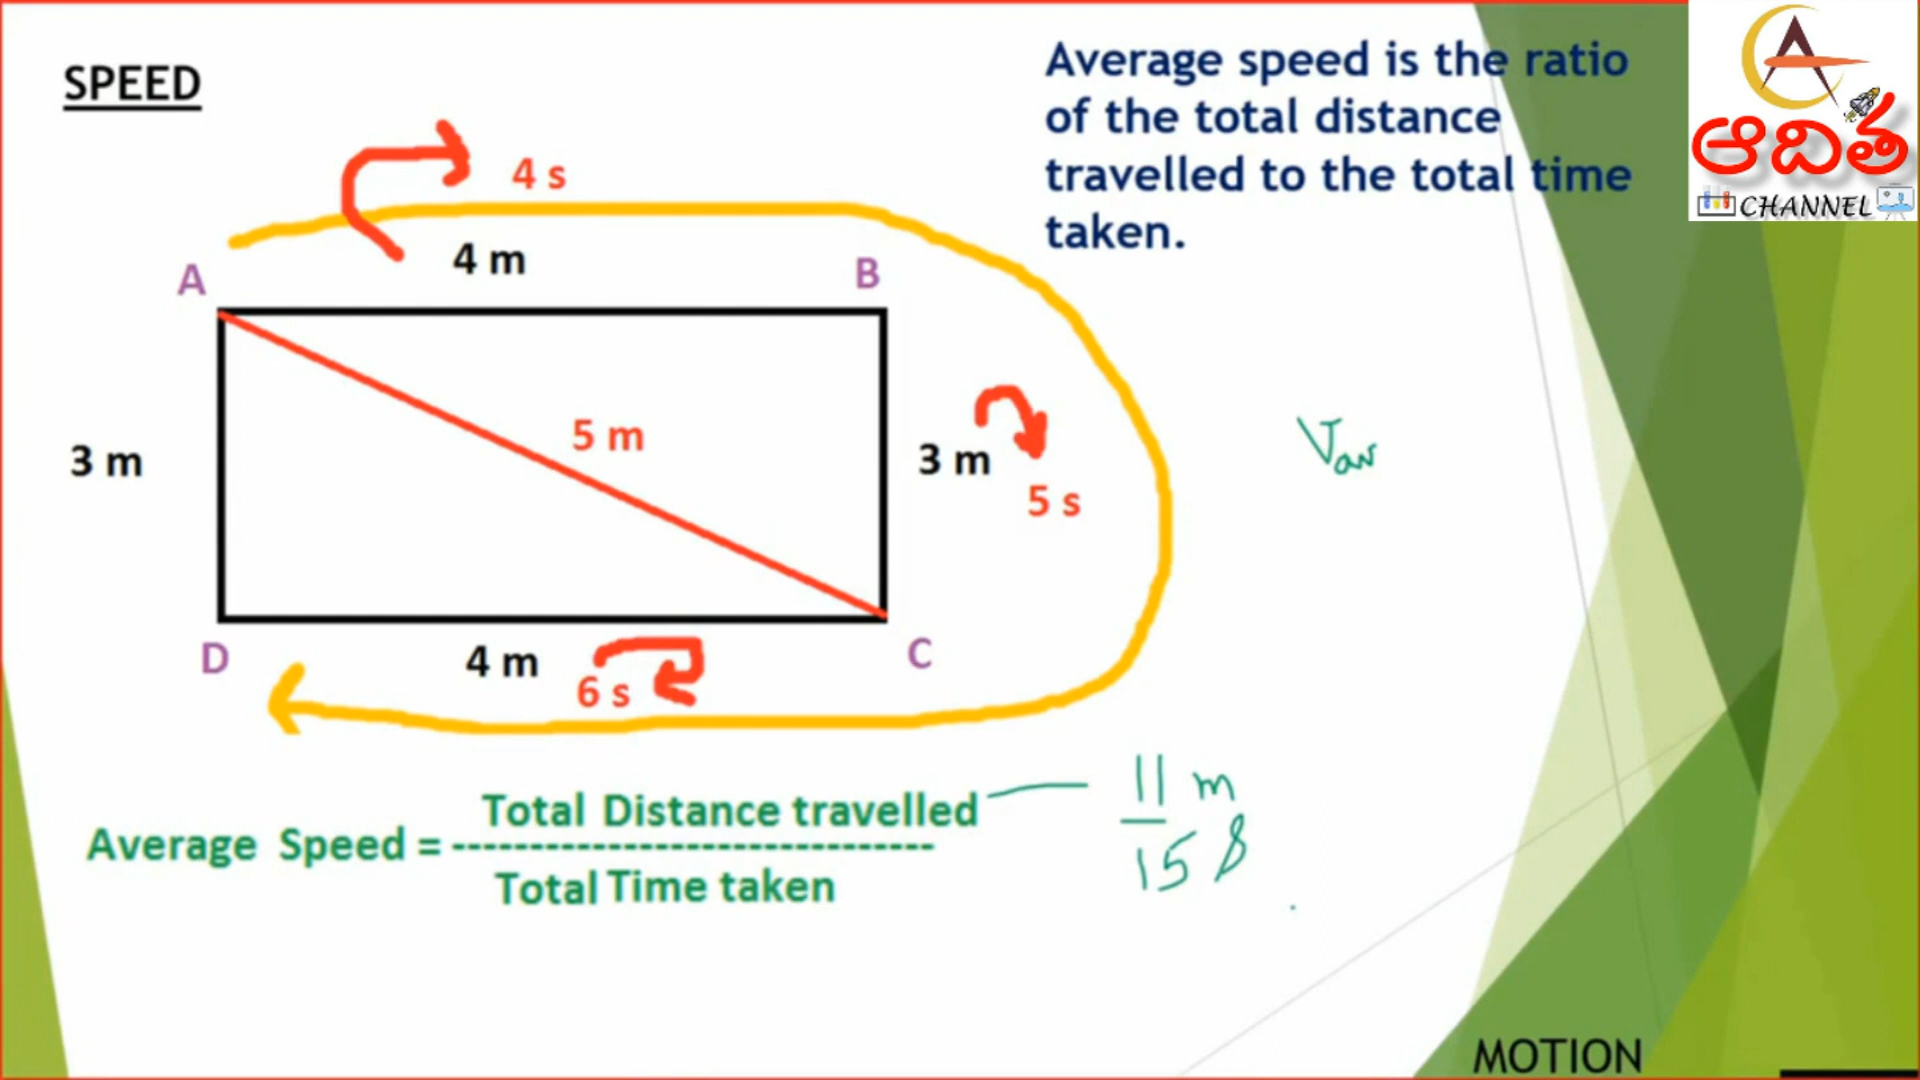 SPEED
Average speed is the ratio
of the total distance
travelled to the total time
taken.
ఆదిత
CHANNEL
4 s
4 m
A
B
5 m
3 m
3 m
5 s
Vav
D
4 m
C
6 s
Total Distance travelled
Average Speed = --------------------------------
Total Time taken
11 m
15 s
MOTION